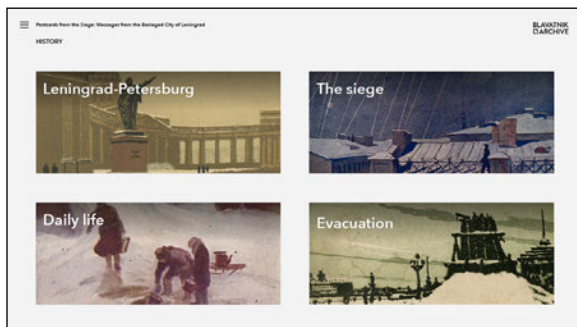 Postcards from the Siege: Messages from the Besieged City of Leningrad
BLAVATNIK
ARCHIVE
HISTORY
Leningrad-Petersburg
The siege
Daily life
Evacuation